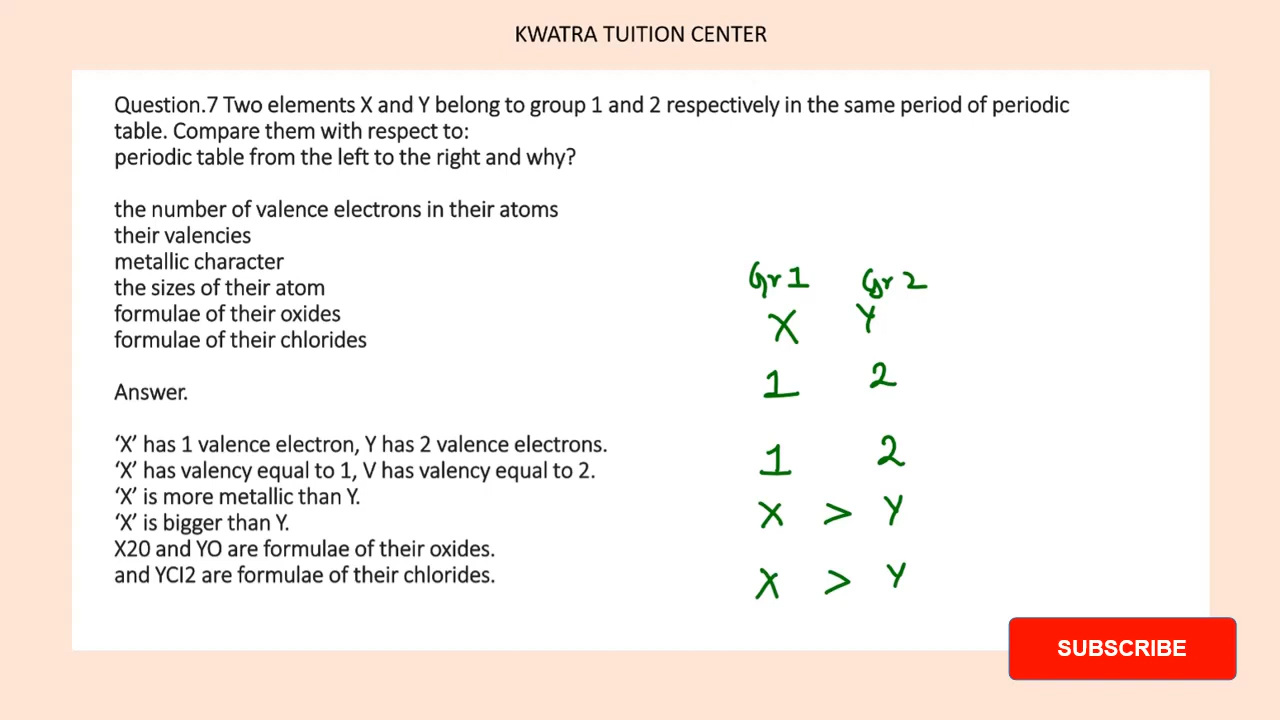 KWATRA TUITION CENTER
Question.7 Two elements X and Y belong to group 1 and 2 respectively in the same period of periodic
table. Compare them with respect to:
periodic table from the left to the right and why?
the number of valence electrons in their atoms
their valencies
metallic character
the sizes of their atom
formulae of their oxides
formulae of their chlorides
Answer.
‘X’ has 1 valence electron, Y has 2 valence electrons.
‘X’ has valency equal to 1, V has valency equal to 2.
‘X’ is more metallic than Y.
‘X’ is bigger than Y.
X20 and YO are formulae of their oxides.
and YCI2 are formulae of their chlorides.
Gr 1 Gr 2
X Y
1 2
1 2
X > Y
X > Y
SUBSCRIBE